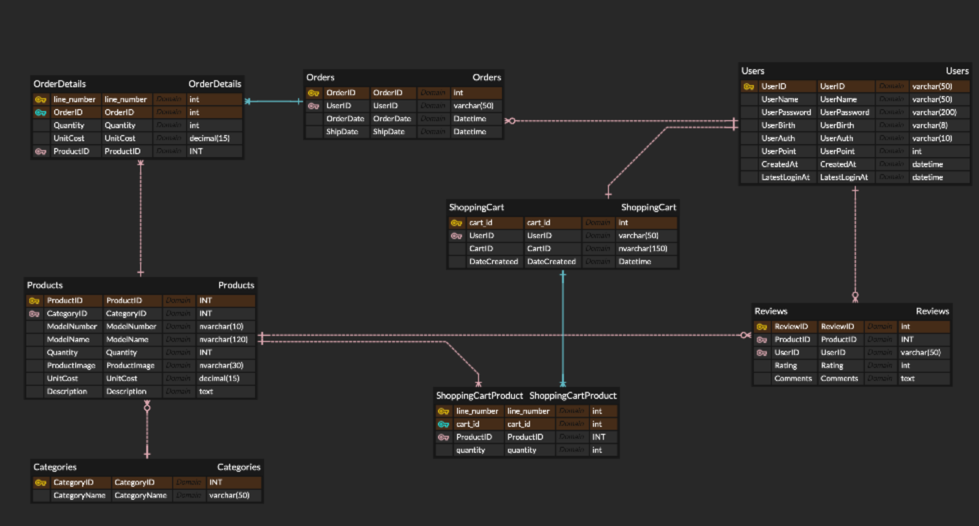 OrderDetails OrderDetails
line_number line_number Domain int
OrderID OrderID Domain int
Quantity Quantity Domain int
UnitCost UnitCost Domain decimal(15)
ProductID ProductID Domain INT
Orders Orders
OrderID OrderID Domain int
UserID UserID Domain varchar(50)
OrderDate OrderDate Domain Datetime
ShipDate ShipDate Domain Datetime
Users Users
UserID UserID Domain varchar(50)
UserName UserName Domain varchar(50)
UserPassword UserPassword Domain varchar(200)
UserBirth UserBirth Domain varchar(8)
UserAuth UserAuth Domain varchar(10)
UserPoint UserPoint Domain int
CreatedAt CreatedAt Domain datetime
LatestLoginAt LatestLoginAt Domain datetime
ShoppingCart ShoppingCart
cart_id cart_id Domain int
UserID UserID Domain varchar(50)
CartID CartID Domain nvarchar(150)
DateCreateed DateCreateed Domain Datetime
Products Products
ProductID ProductID Domain INT
CategoryID CategoryID Domain INT
ModelNumber ModelNumber Domain nvarchar(10)
ModelName ModelName Domain nvarchar(120)
Quantity Quantity Domain INT
ProductImage ProductImage Domain nvarchar(30)
UnitCost UnitCost Domain decimal(15)
Description Description Domain text
Reviews Reviews
ReviewID ReviewID Domain int
ProductID ProductID Domain INT
UserID UserID Domain varchar(50)
Rating Rating Domain int
Comments Comments Domain text
ShoppingCartProduct ShoppingCartProduct
line_number line_number Domain int
cart_id cart_id Domain int
ProductID ProductID Domain INT
quantity quantity Domain int
Categories Categories
CategoryID CategoryID Domain INT
CategoryName CategoryName Domain varchar(50)